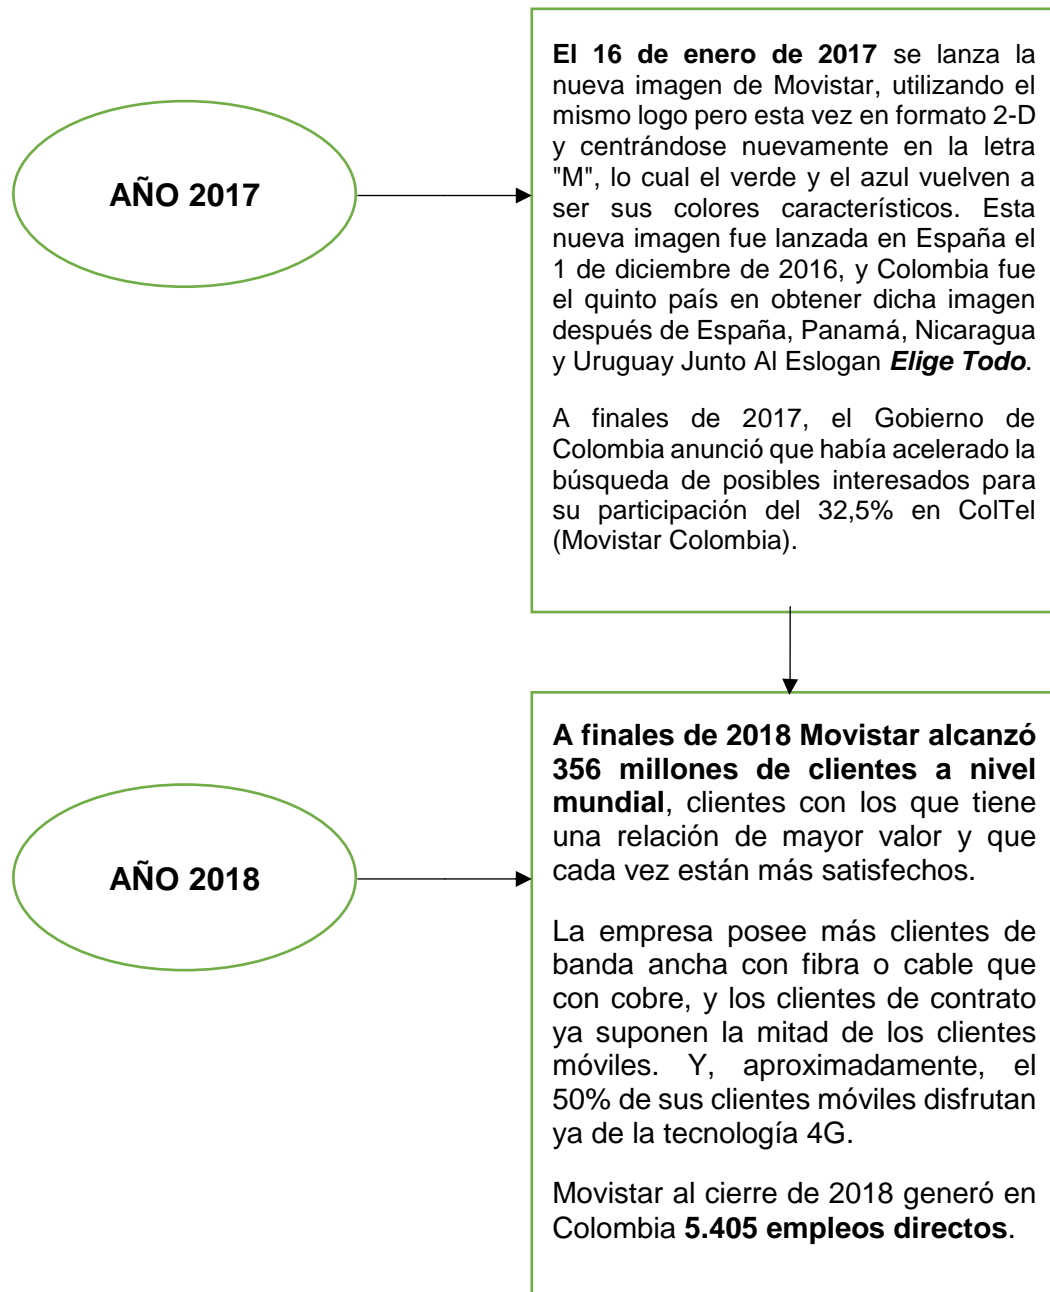 AÑO 2017
El 16 de enero de 2017 se lanza la
nueva imagen de Movistar, utilizando el
mismo logo pero esta vez en formato 2-D
y centrándose nuevamente en la letra
"M", lo cual el verde y el azul vuelven a
ser sus colores característicos. Esta
nueva imagen fue lanzada en España el
1 de diciembre de 2016, y Colombia fue
el quinto país en obtener dicha imagen
después de España, Panamá, Nicaragua
y Uruguay Junto Al Eslogan Elige Todo.
A finales de 2017, el Gobierno de
Colombia anunció que había acelerado la
búsqueda de posibles interesados para
su participación del 32,5% en ColTel
(Movistar Colombia).
AÑO 2018
A finales de 2018 Movistar alcanzó
356 millones de clientes a nivel
mundial, clientes con los que tiene
una relación de mayor valor y que
cada vez están más satisfechos.
La empresa posee más clientes de
banda ancha con fibra o cable que
con cobre, y los clientes de contrato
ya suponen la mitad de los clientes
móviles. Y, aproximadamente, el
50% de sus clientes móviles disfrutan
ya de la tecnología 4G.
Movistar al cierre de 2018 generó en
Colombia 5.405 empleos directos.